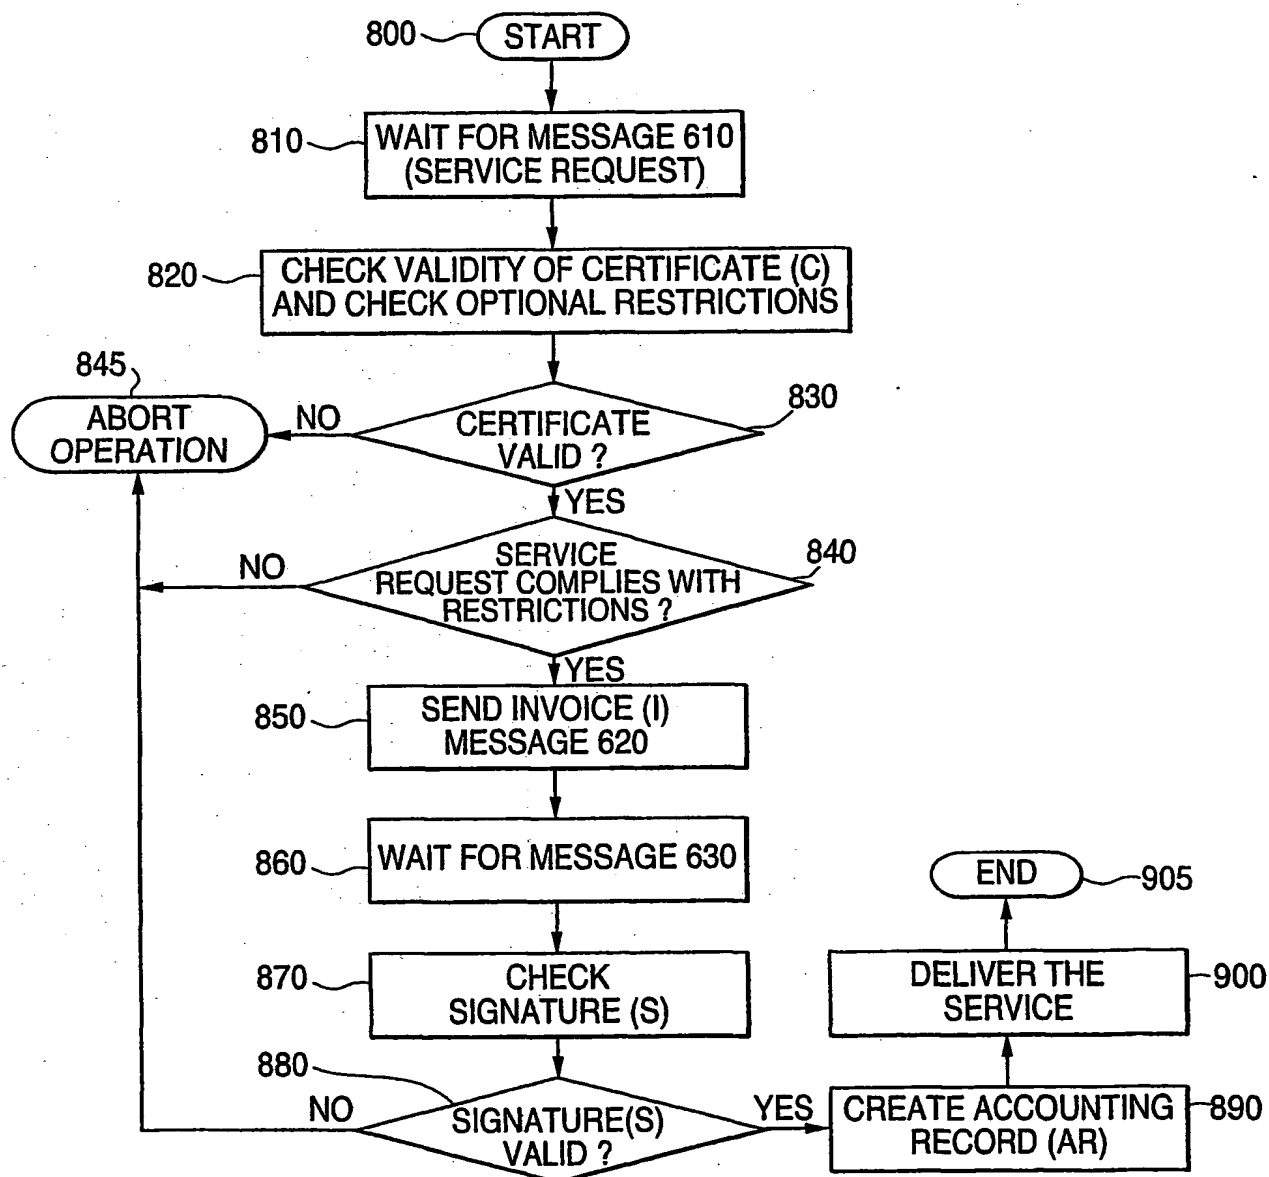 800
START
810
WAIT FOR MESSAGE 610
(SERVICE REQUEST)
820
CHECK VALIDITY OF CERTIFICATE (C)
AND CHECK OPTIONAL RESTRICTIONS
845
ABORT
OPERATION
NO
830
CERTIFICATE
VALID ?
YES
840
NO
SERVICE
REQUEST COMPLIES WITH
RESTRICTIONS ?
YES
850
SEND INVOICE (I)
MESSAGE 620
860
WAIT FOR MESSAGE 630
870
CHECK
SIGNATURE (S)
880
NO
SIGNATURE(S)
VALID ?
YES
CREATE ACCOUNTING
RECORD (AR)
890
DELIVER THE
SERVICE
900
END
905